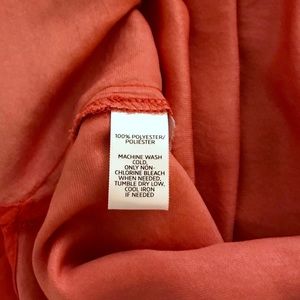 100% POLYESTER/
POLIESTER
MACHINE WASH
COLD,
ONLY NON-
CHLORINE BLEACH
WHEN NEEDED,
TUMBLE DRY LOW,
COOL IRON
IF NEEDED